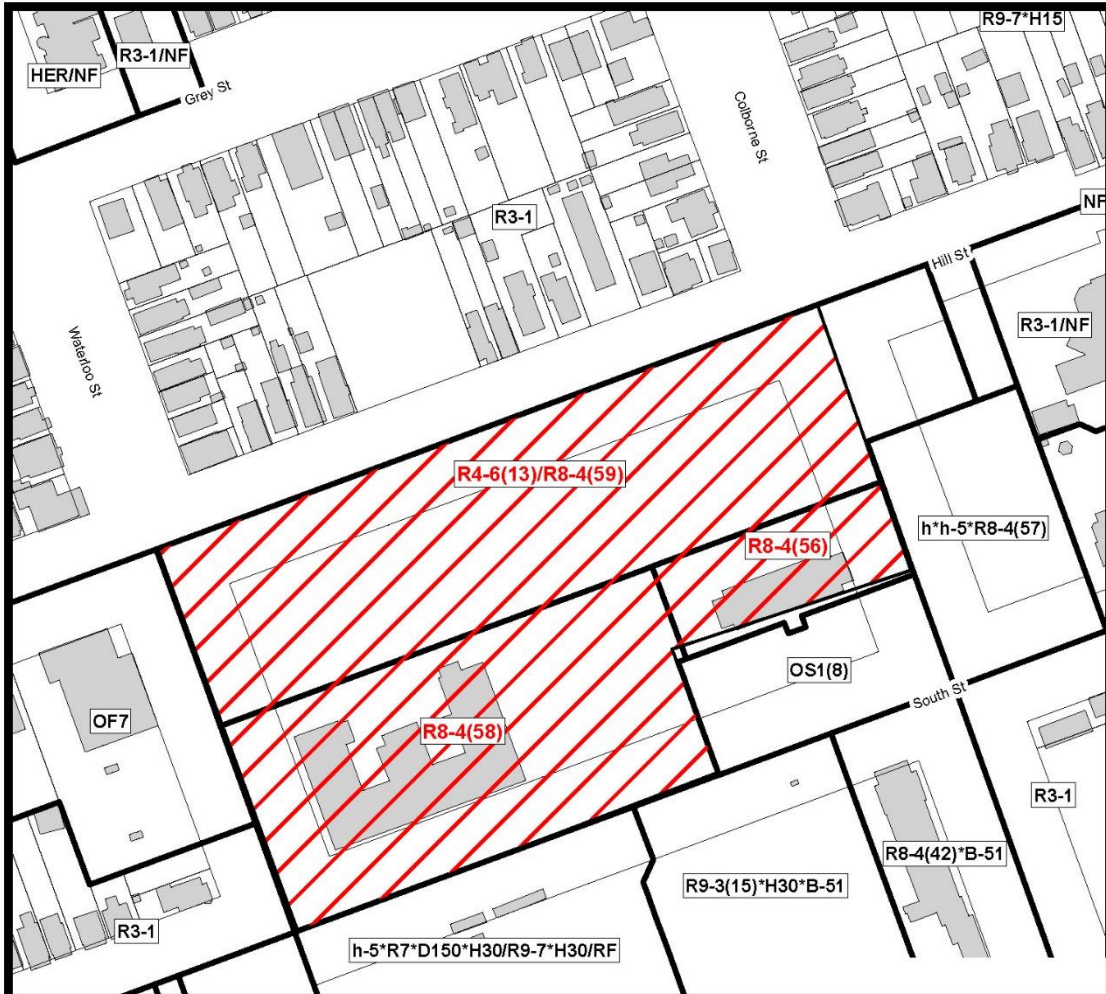 R9-7*H15
R3-1/NF
HER/NF
Grey St
Colborne St
NF
R3-1
Hill St
R3-1/NF
Waterloo St
R4-6(13)/R8-4(59)
h*h-5*R8-4(57)
R8-4(56)
OS1(8)
South St
OF7
R8-4(58)
R3-1
R8-4(42)*B-51
R9-3(15)*H30*B-51
R3-1
h-5*R7*D150*H30/R9-7*H30/RF